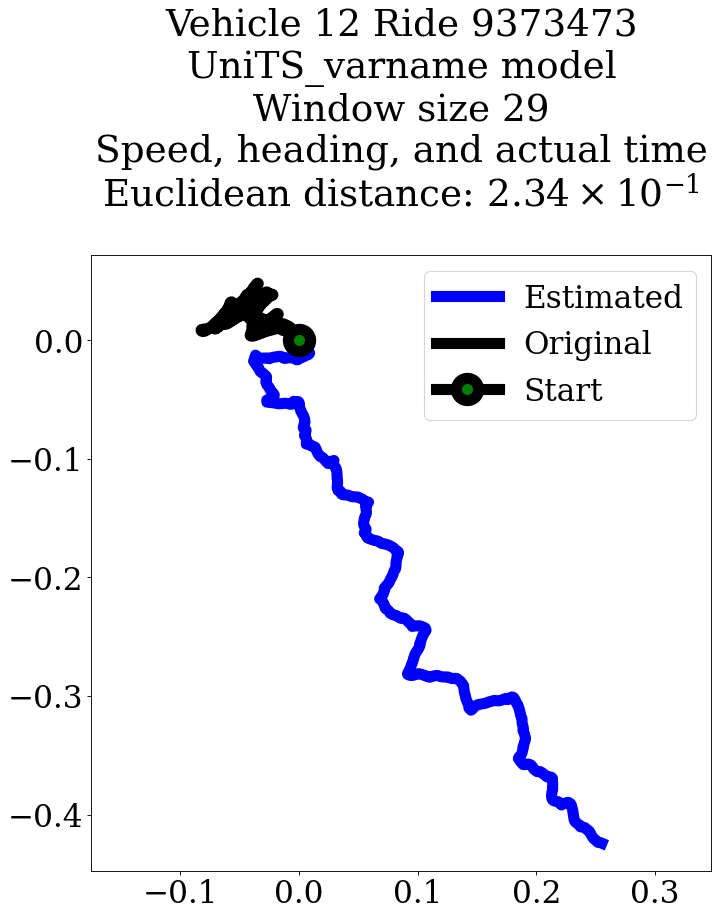 Vehicle 12 Ride 9373473
UniTS_varname model
Window size 29
Speed, heading, and actual time
Euclidean distance: 2.34 × 10⁻¹
Estimated
Original
Start
0.0
−0.1
−0.2
−0.3
−0.4
−0.1 0.0 0.1 0.2 0.3